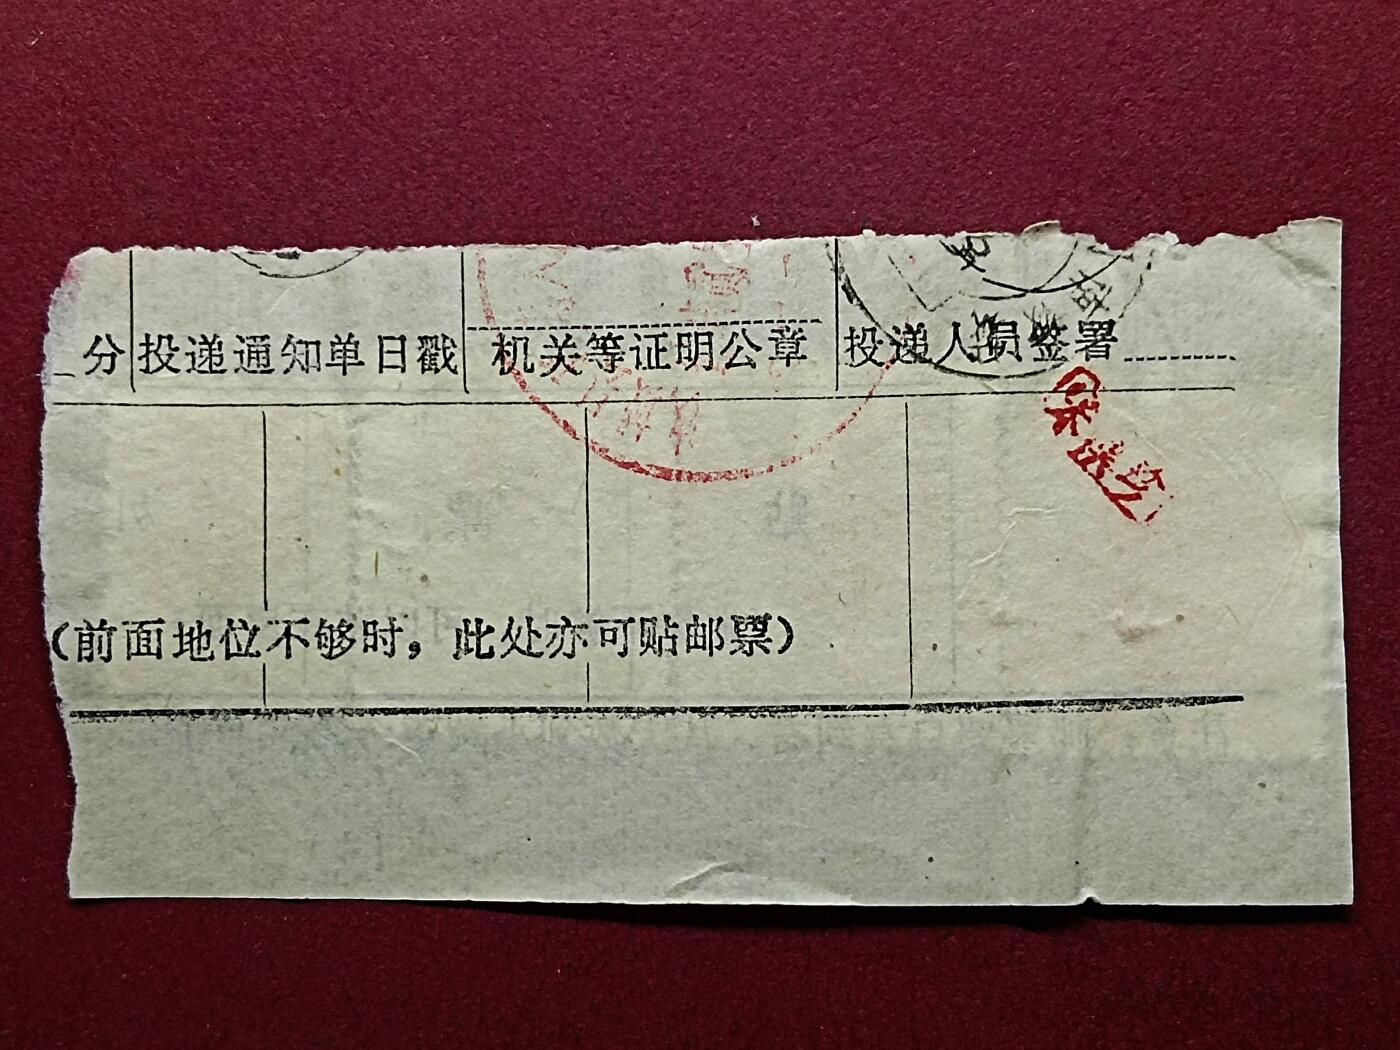 分 投递通知单日戳 机关等证明公章 投递人员签署
(前面地位不够时，此处亦可贴邮票)